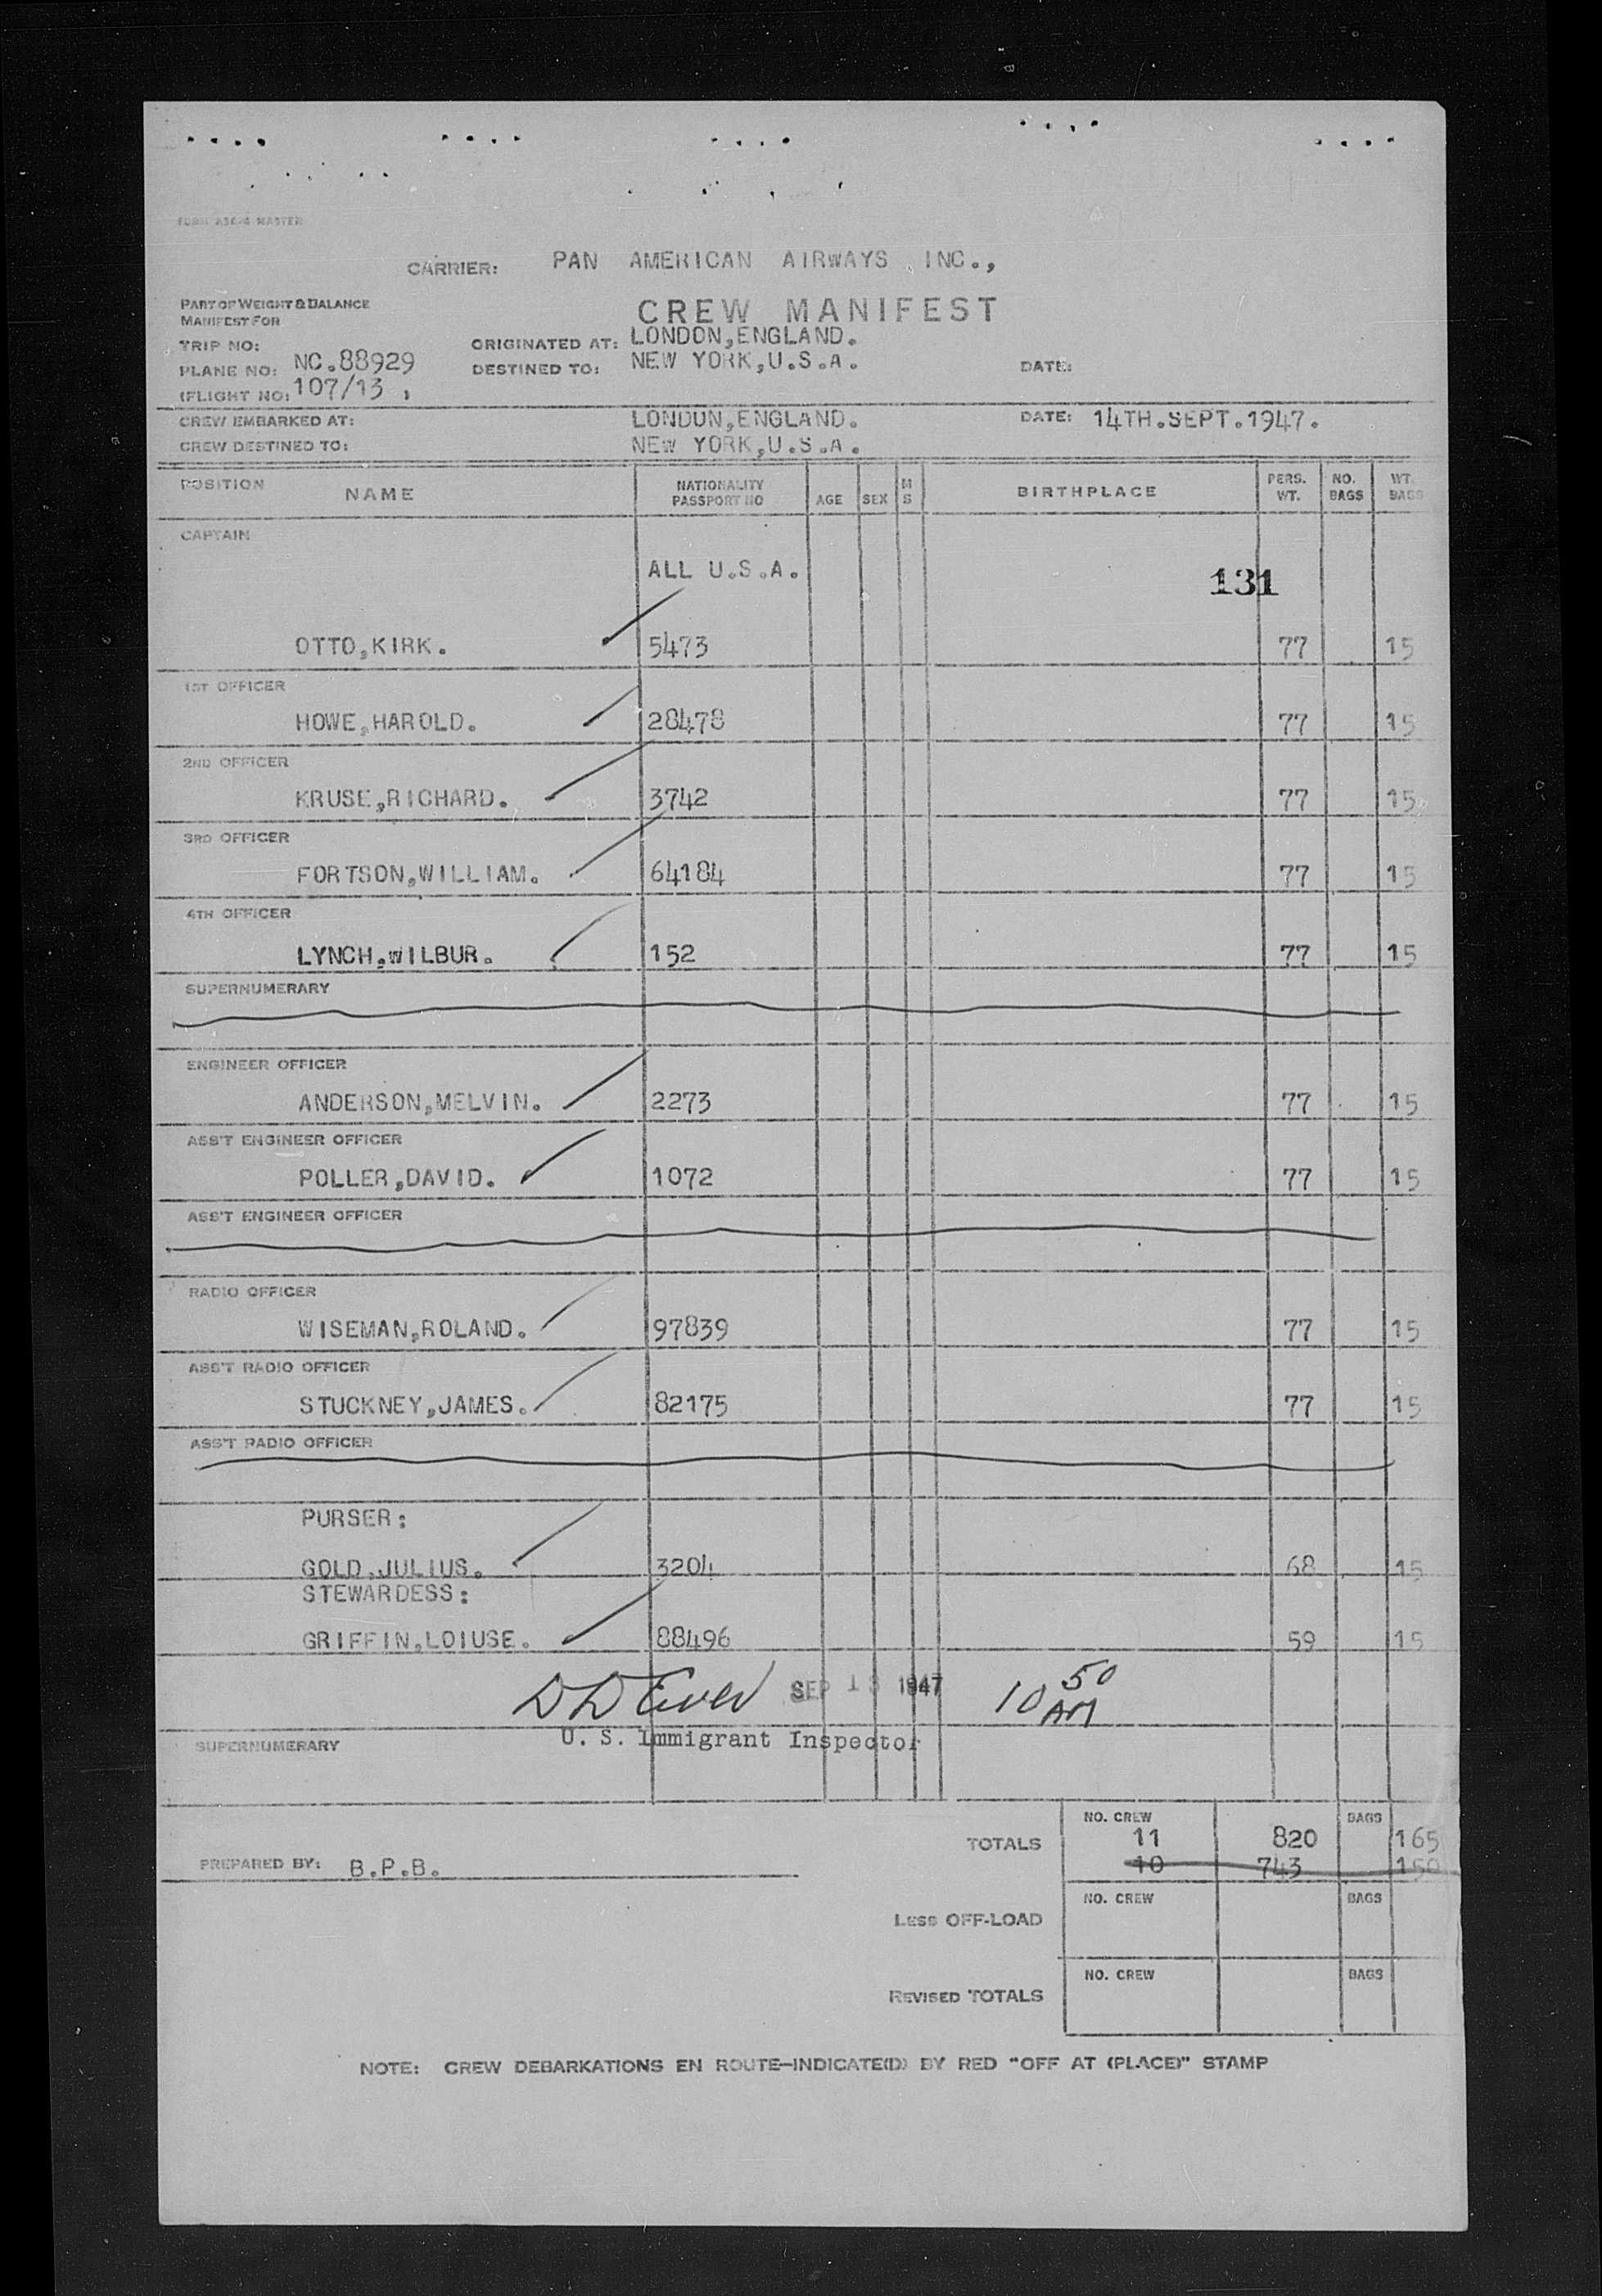 CARRIER: PAN AMERICAN AIRWAYS INC.,
PART OF WEIGHT & BALANCE
MANIFEST FOR
CREW MANIFEST
TRIP NO:
ORIGINATED AT: LONDON,ENGLAND.
PLANE NO: NC.88929
DESTINED TO: NEW YORK,U.S.A.
DATE:
(FLIGHT NO: 107/13 )
CREW EMBARKED AT: LONDON,ENGLAND. DATE: 14TH.SEPT.1947.
CREW DESTINED TO: NEW YORK,U.S.A.
POSITION NAME NATIONALITY PASSPORT NO AGE SEX M S BIRTHPLACE PERS. WT. NO. BAGS WT. BAGS
CAPTAIN
ALL U.S.A.
131
OTTO,KIRK. 5473 77 15
1ST OFFICER
HOWE,HAROLD. 28478 77 15
2ND OFFICER
KRUSE,RICHARD. 3742 77 15
3RD OFFICER
FORTSON,WILLIAM. 64184 77 15
4TH OFFICER
LYNCH,WILBUR. 152 77 15
SUPERNUMERARY
ENGINEER OFFICER
ANDERSON,MELVIN. 2273 77 15
ASS'T ENGINEER OFFICER
POLLER,DAVID. 1072 77 15
ASS'T ENGINEER OFFICER
RADIO OFFICER
WISEMAN,ROLAND. 97839 77 15
ASS'T RADIO OFFICER
STUCKNEY,JAMES. 82175 77 15
ASS'T RADIO OFFICER
PURSER:
GOLD,JULIUS. 3204 68 15
STEWARDESS:
GRIFFIN,LOIUSE. 88496 59 15
SEP 1947 10 50 AM
U. S. Immigrant Inspector
SUPERNUMERARY
NO. CREW BAGS
TOTALS 11 820 165
10 743 150
PREPARED BY: B.P.B.
NO. CREW BAGS
LESS OFF-LOAD
NO. CREW BAGS
REVISED TOTALS
NOTE: CREW DEBARKATIONS EN ROUTE—INDICATE(D) BY RED "OFF AT (PLACE)" STAMP